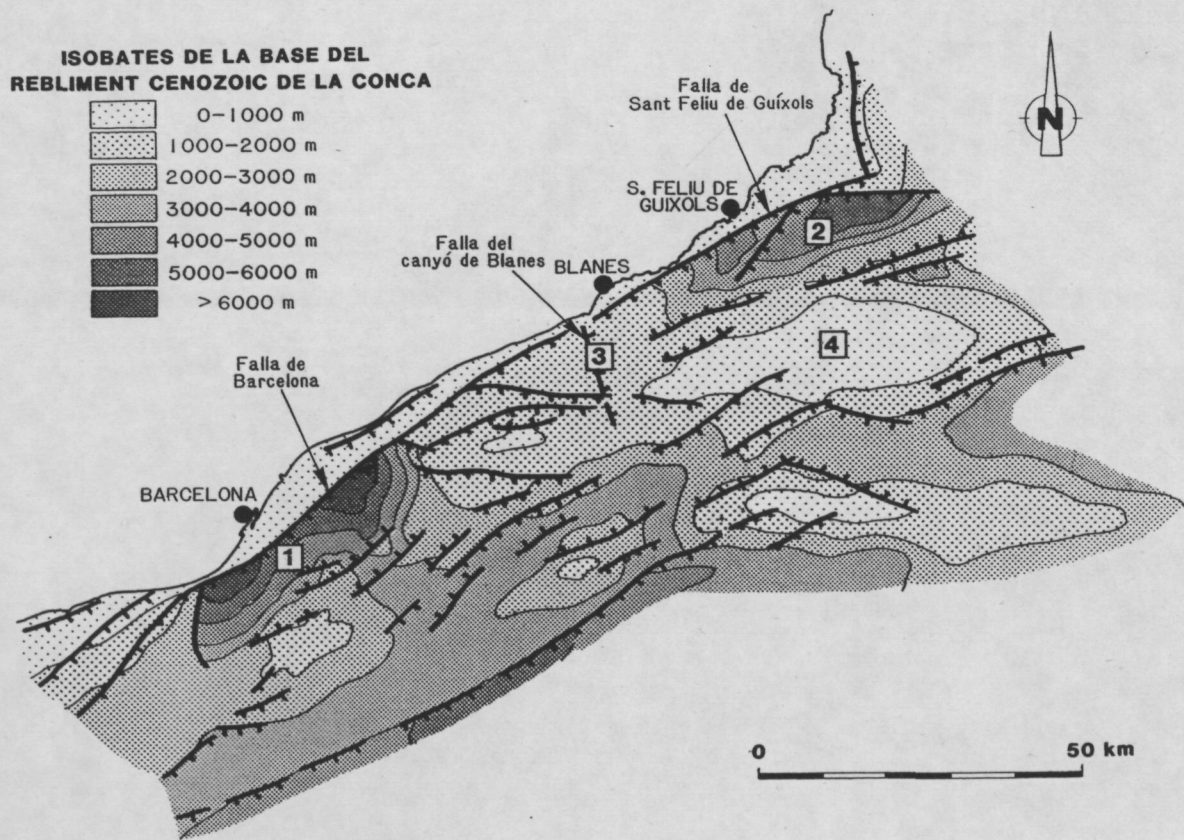 ISOBATES DE LA BASE DEL
REBLIMENT CENOZOIC DE LA CONCA
0-1000 m
1000-2000 m
2000-3000 m
3000-4000 m
4000-5000 m
5000-6000 m
> 6000 m
Falla de
Sant Feliu de Guíxols
N
S. FELIU DE
GUIXOLS
2
Falla del
canyó de Blanes
BLANES
3
4
Falla de
Barcelona
BARCELONA
1
0
50 km